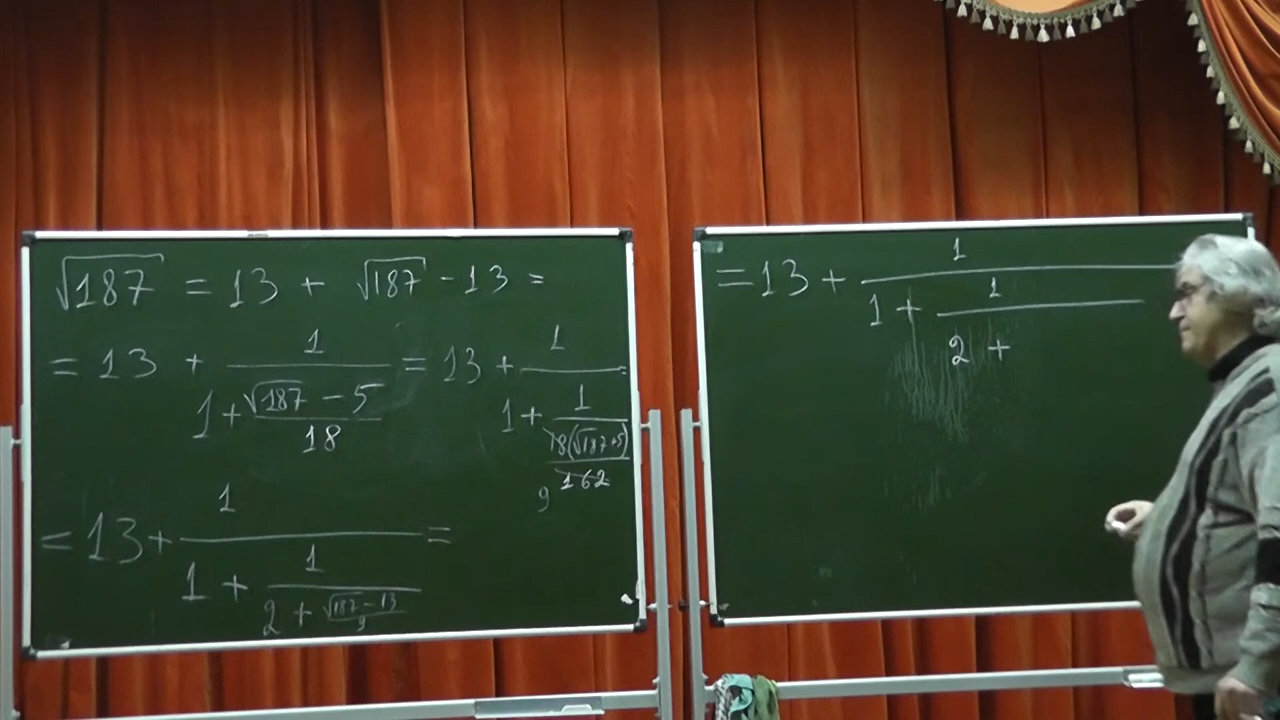 √187 = 13 + √187 - 13 =
= 13 + 1/(1 + (√187 - 5)/18) = 13 + 1/(1 + 1/(18(√187+5)/162))
9
= 13 + 1/(1 + 1/(2 + (√187 - 13)/9)) =
= 13 + 1/(1 + 1/(2 +